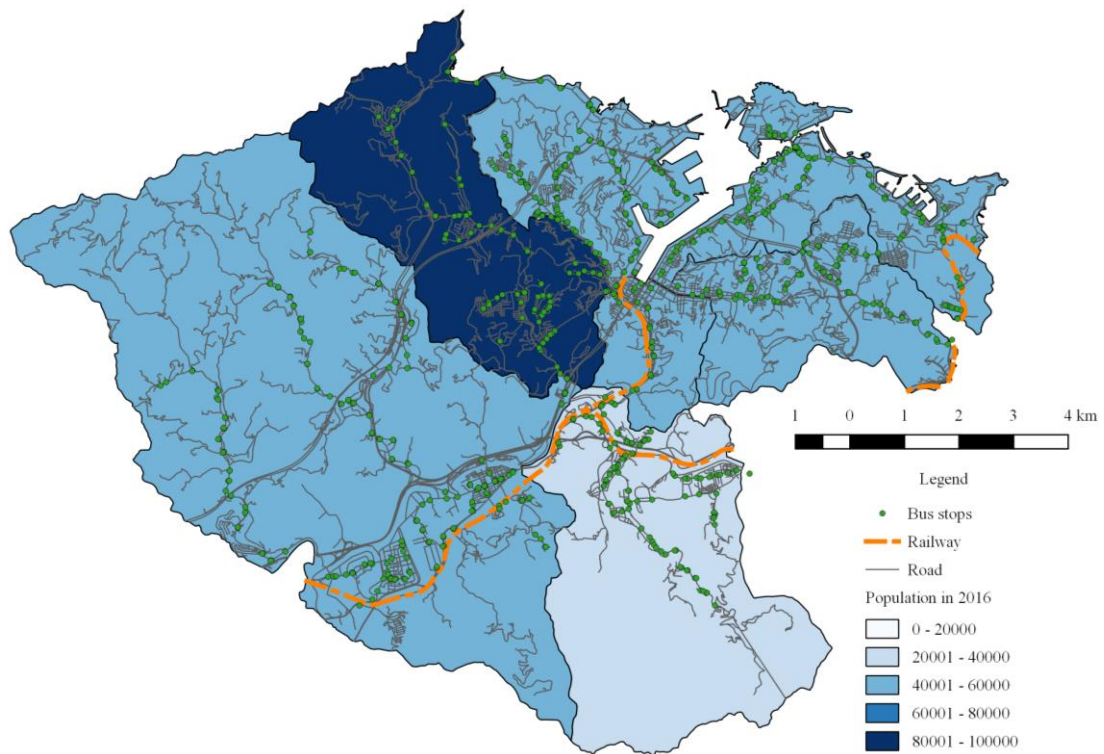 1 0 1 2 3 4 km
Legend
Bus stops
Railway
Road
Population in 2016
0 - 20000
20001 - 40000
40001 - 60000
60001 - 80000
80001 - 100000